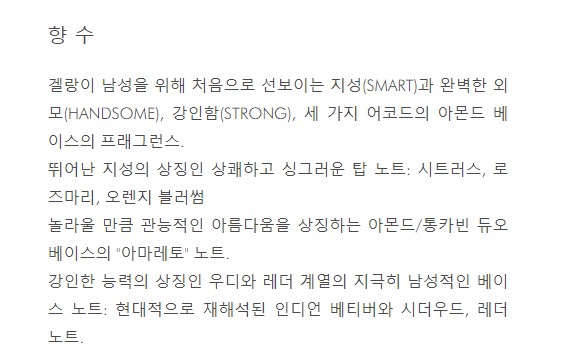 향 수
겔랑이 남성을 위해 처음으로 선보이는 지성(SMART)과 완벽한 외
모(HANDSOME), 강인함(STRONG), 세 가지 어코드의 아몬드 베
이스의 프래그런스.
뛰어난 지성의 상징인 상쾌하고 싱그러운 탑 노트: 시트러스, 로
즈마리, 오렌지 블러썸
놀라울 만큼 관능적인 아름다움을 상징하는 아몬드/통카빈 듀오
베이스의 "아마레토" 노트.
강인한 능력의 상징인 우디와 레더 계열의 지극히 남성적인 베이
스 노트: 현대적으로 재해석된 인디언 베티버와 시더우드, 레더
노트.